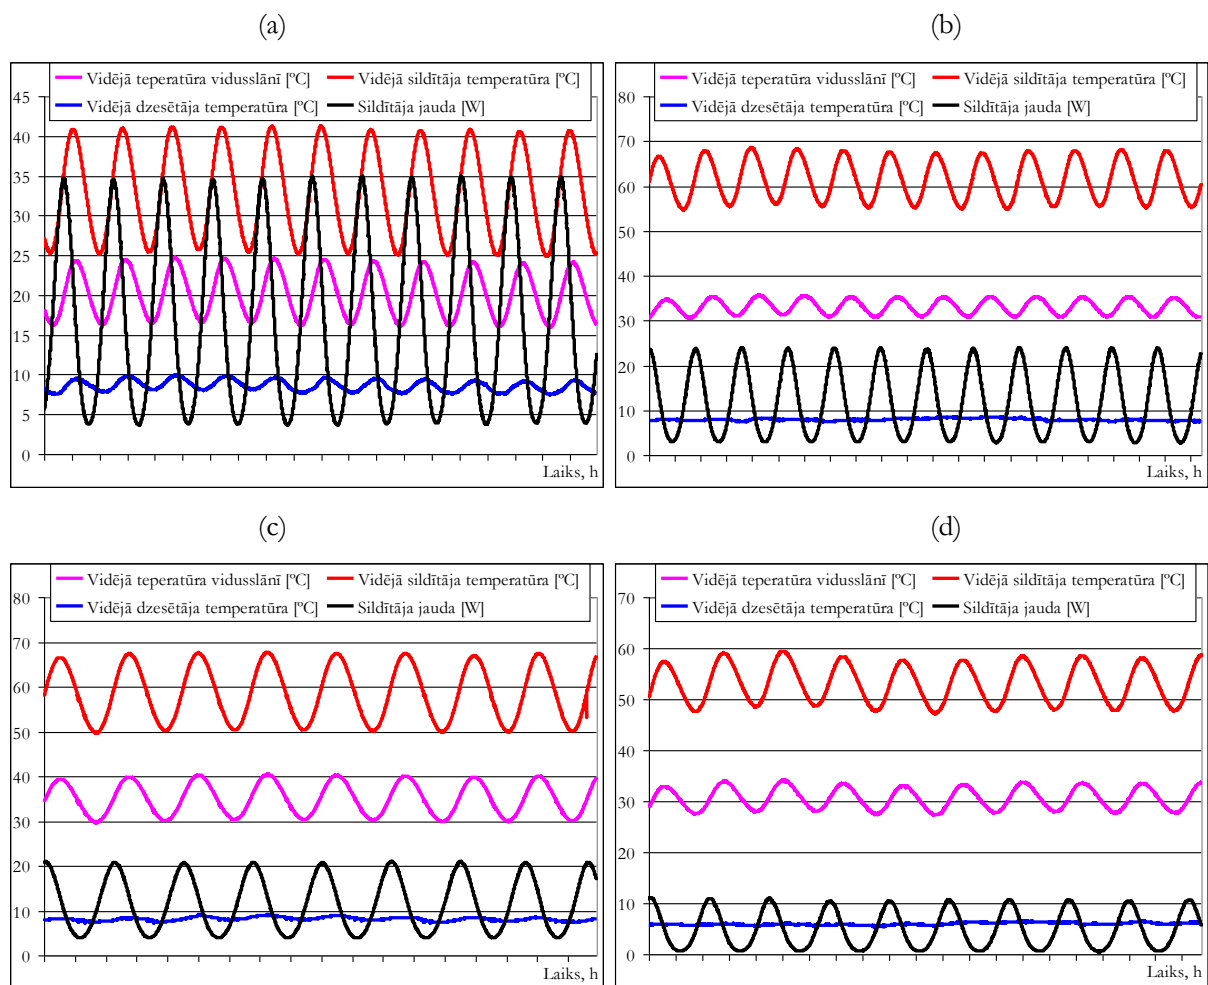 (a)
(b)
Vidējā teperatūra vidusslānī [ºC]
Vidējā sildītāja temperatūra [ºC]
Vidējā dzesētāja temperatūra [ºC]
Sildītāja jauda [W]
45
40
35
30
25
20
15
10
5
0
Laiks, h
Vidējā teperatūra vidusslānī [ºC]
Vidējā sildītāja temperatūra [ºC]
Vidējā dzesētāja temperatūra [ºC]
Sildītāja jauda [W]
80
70
60
50
40
30
20
10
0
Laiks, h
(c)
(d)
Vidējā teperatūra vidusslānī [ºC]
Vidējā sildītāja temperatūra [ºC]
Vidējā dzesētāja temperatūra [ºC]
Sildītāja jauda [W]
80
70
60
50
40
30
20
10
0
Laiks, h
Vidējā teperatūra vidusslānī [ºC]
Vidējā sildītāja temperatūra [ºC]
Vidējā dzesētāja temperatūra [ºC]
Sildītāja jauda [W]
70
60
50
40
30
20
10
0
Laiks, h